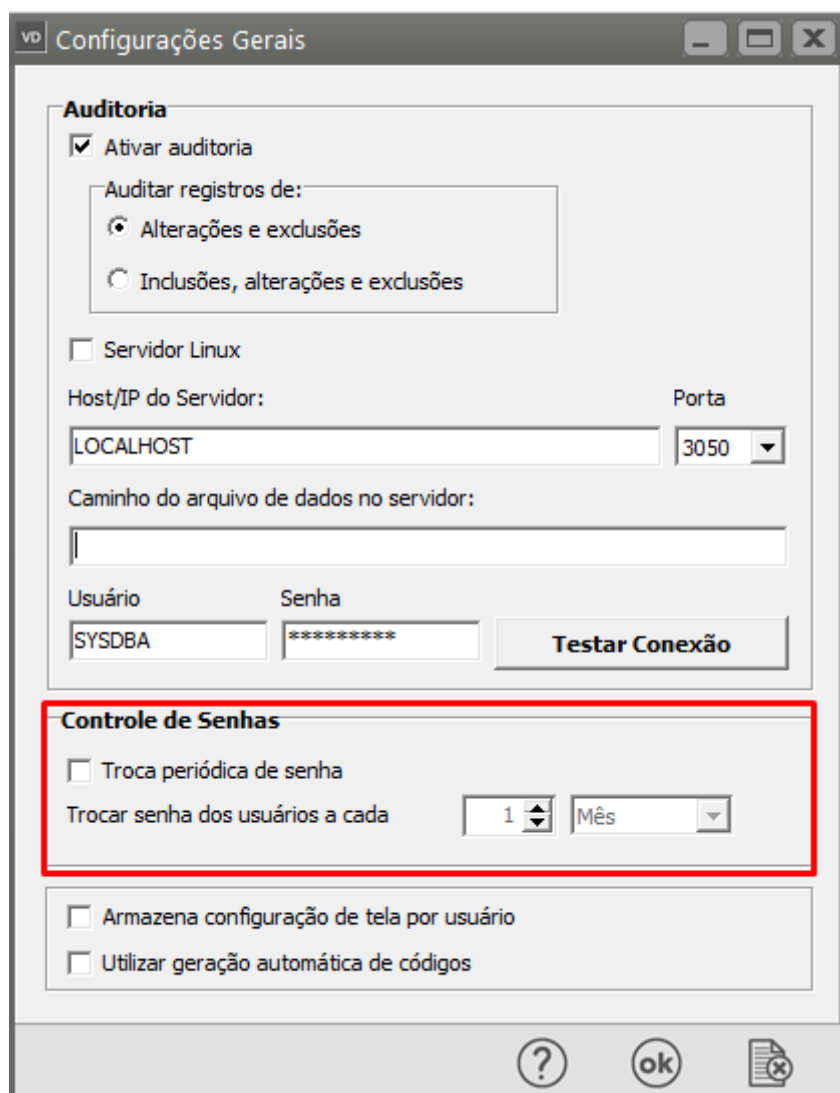 VD Configurações Gerais
Auditoria
Ativar auditoria
Auditar registros de:
Alterações e exclusões
Inclusões, alterações e exclusões
Servidor Linux
Host/IP do Servidor: Porta
LOCALHOST 3050
Caminho do arquivo de dados no servidor:
Usuário Senha
SYSDBA ********* Testar Conexão
Controle de Senhas
Troca periódica de senha
Trocar senha dos usuários a cada 1 Mês
Armazena configuração de tela por usuário
Utilizar geração automática de códigos
? ok